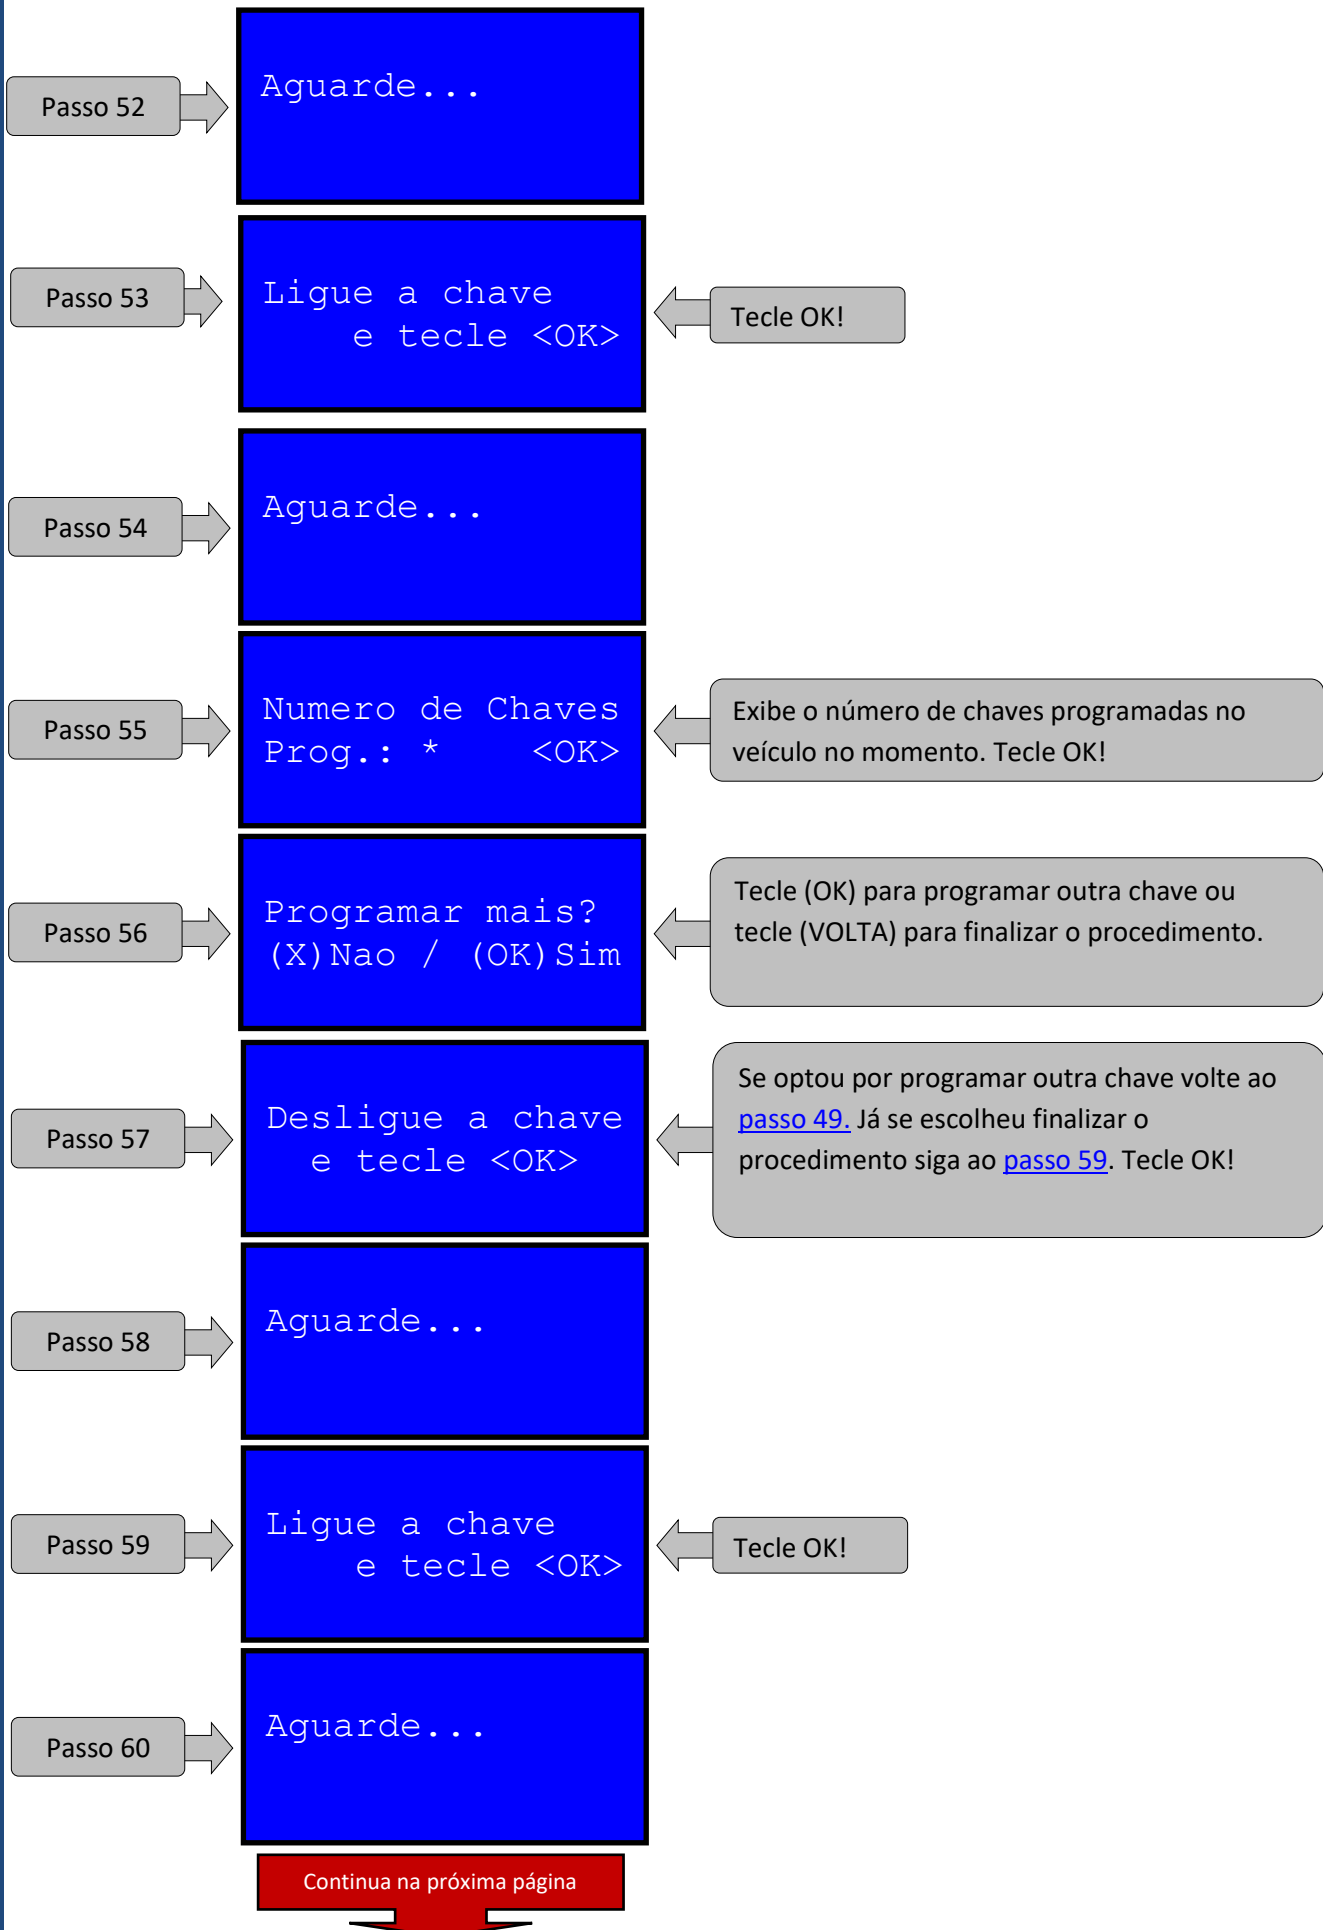 Passo 52
Aguarde...
Passo 53
Ligue a chave
e tecle <OK>
Tecle OK!
Passo 54
Aguarde...
Passo 55
Numero de Chaves
Prog.: * <OK>
Exibe o número de chaves programadas no
veículo no momento. Tecle OK!
Passo 56
Programar mais?
(X)Nao / (OK)Sim
Tecle (OK) para programar outra chave ou
tecle (VOLTA) para finalizar o procedimento.
Passo 57
Desligue a chave
e tecle <OK>
Se optou por programar outra chave volte ao
passo 49. Já se escolheu finalizar o
procedimento siga ao passo 59. Tecle OK!
Passo 58
Aguarde...
Passo 59
Ligue a chave
e tecle <OK>
Tecle OK!
Passo 60
Aguarde...
Continua na próxima página